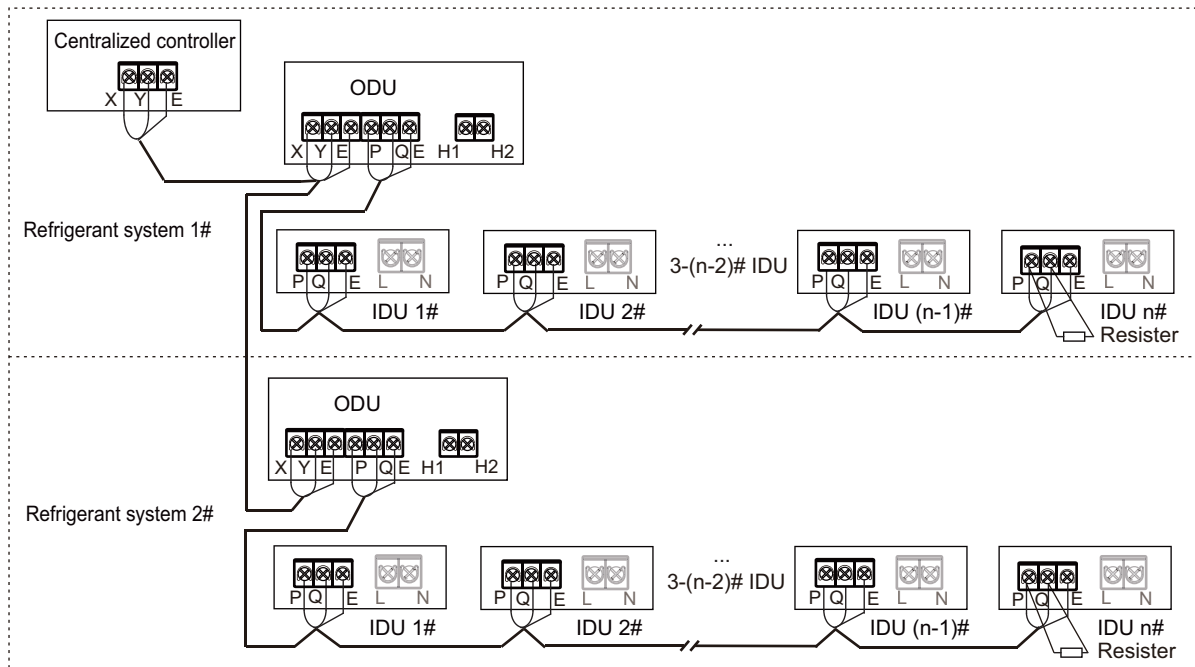 Centralized controller
X Y E
ODU
X Y E P Q E H1 H2
Refrigerant system 1#
P Q E L N
IDU 1#
P Q E L N
IDU 2#
...
3-(n-2)# IDU
P Q E L N
IDU (n-1)#
P Q E L N
IDU n#
Resister
ODU
X Y E P Q E H1 H2
Refrigerant system 2#
P Q E L N
IDU 1#
P Q E L N
IDU 2#
...
3-(n-2)# IDU
P Q E L N
IDU (n-1)#
P Q E L N
IDU n#
Resister